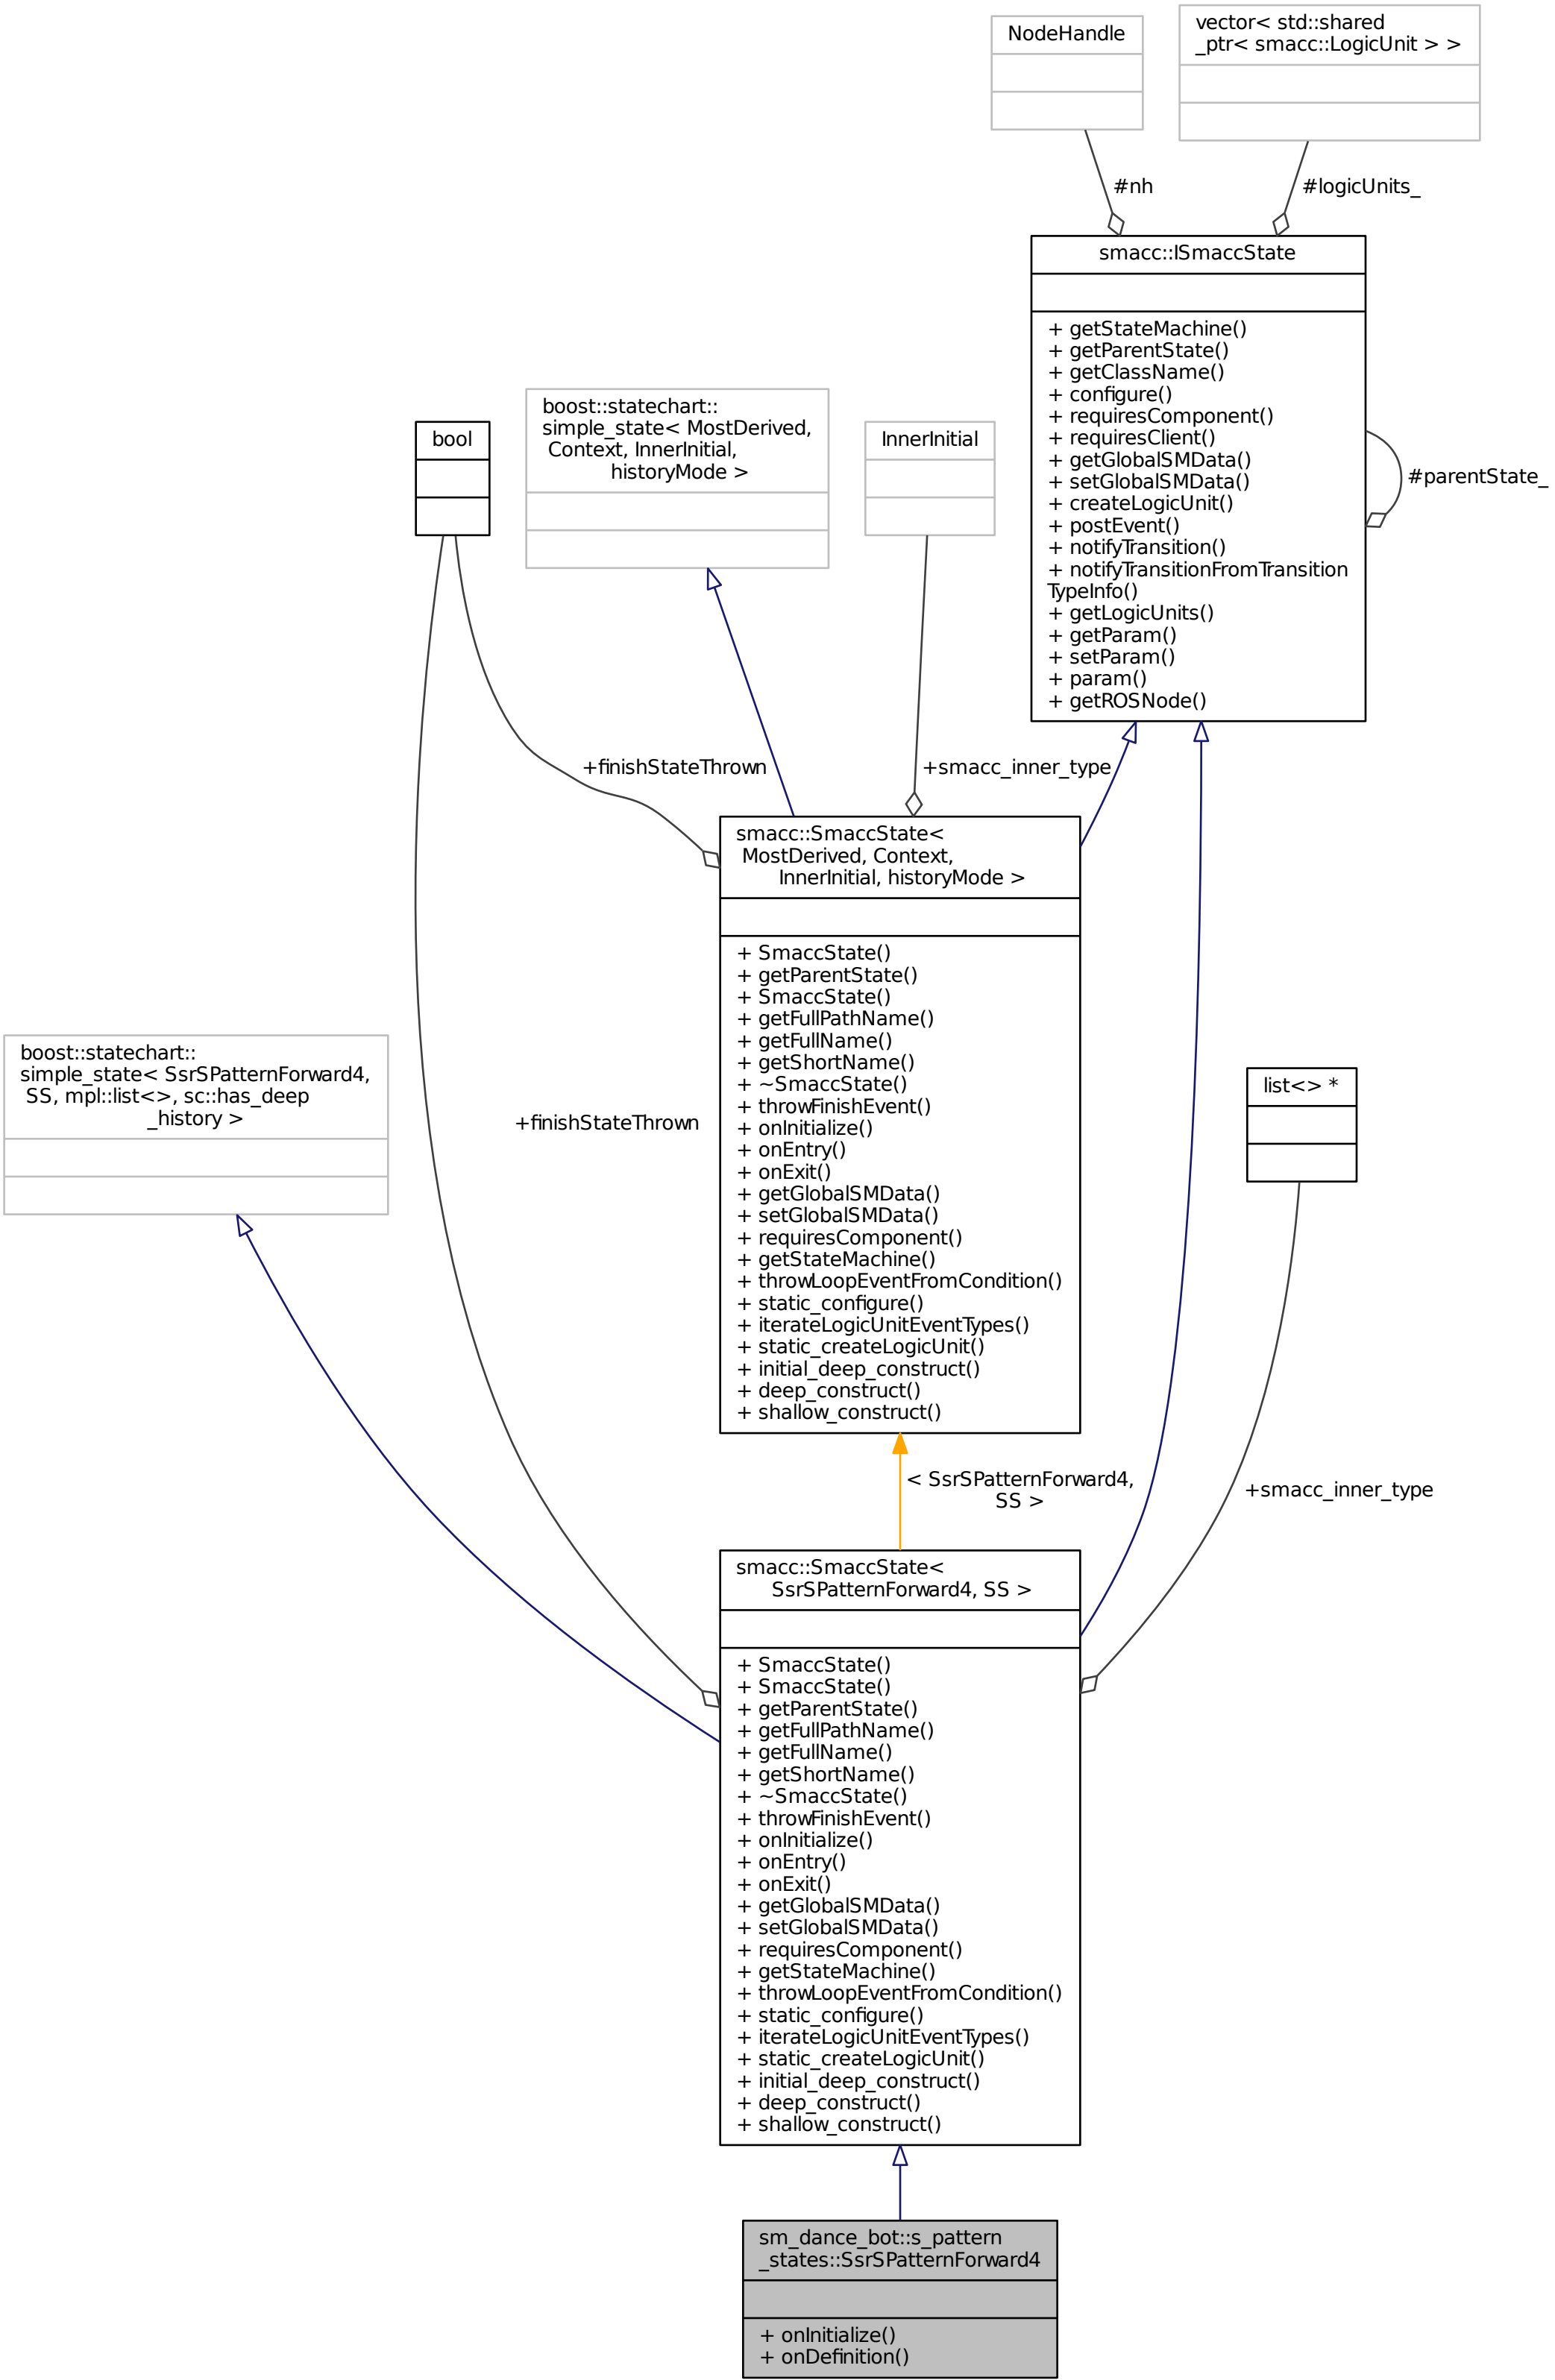 NodeHandle
vector< std::shared
_ptr< smacc::LogicUnit > >
#nh
#logicUnits_
smacc::ISmaccState
+ getStateMachine()
+ getParentState()
+ getClassName()
+ configure()
+ requiresComponent()
+ requiresClient()
+ getGlobalSMData()
+ setGlobalSMData()
+ createLogicUnit()
+ postEvent()
+ notifyTransition()
+ notifyTransitionFromTransition
TypeInfo()
+ getLogicUnits()
+ getParam()
+ setParam()
+ param()
+ getROSNode()
#parentState_
bool
boost::statechart::
simple_state< MostDerived,
Context, InnerInitial,
historyMode >
InnerInitial
+finishStateThrown
+smacc_inner_type
smacc::SmaccState<
MostDerived, Context,
InnerInitial, historyMode >
+ SmaccState()
+ getParentState()
+ SmaccState()
+ getFullPathName()
+ getFullName()
+ getShortName()
+ ~SmaccState()
+ throwFinishEvent()
+ onInitialize()
+ onEntry()
+ onExit()
+ getGlobalSMData()
+ setGlobalSMData()
+ requiresComponent()
+ getStateMachine()
+ throwLoopEventFromCondition()
+ static_configure()
+ iterateLogicUnitEventTypes()
+ static_createLogicUnit()
+ initial_deep_construct()
+ deep_construct()
+ shallow_construct()
boost::statechart::
simple_state< SsrSPatternForward4,
SS, mpl::list<>, sc::has_deep
_history >
+finishStateThrown
list<> *
< SsrSPatternForward4,
SS >
+smacc_inner_type
smacc::SmaccState<
SsrSPatternForward4, SS >
+ SmaccState()
+ SmaccState()
+ getParentState()
+ getFullPathName()
+ getFullName()
+ getShortName()
+ ~SmaccState()
+ throwFinishEvent()
+ onInitialize()
+ onEntry()
+ onExit()
+ getGlobalSMData()
+ setGlobalSMData()
+ requiresComponent()
+ getStateMachine()
+ throwLoopEventFromCondition()
+ static_configure()
+ iterateLogicUnitEventTypes()
+ static_createLogicUnit()
+ initial_deep_construct()
+ deep_construct()
+ shallow_construct()
sm_dance_bot::s_pattern
_states::SsrSPatternForward4
+ onInitialize()
+ onDefinition()